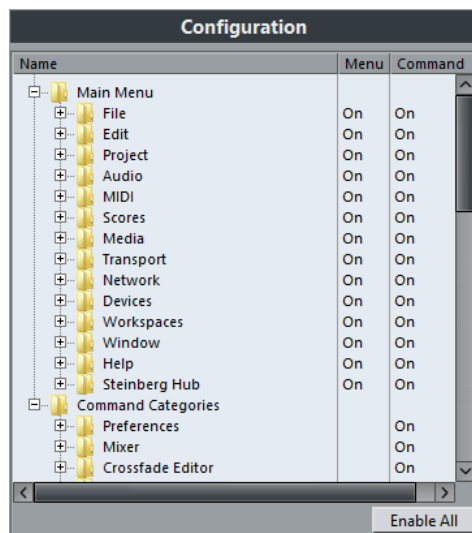 Configuration
Name Menu Command
Main Menu
File On On
Edit On On
Project On On
Audio On On
MIDI On On
Scores On On
Media On On
Transport On On
Network On On
Devices On On
Workspaces On On
Window On On
Help On On
Steinberg Hub On On
Command Categories
Preferences On
Mixer On
Crossfade Editor On
Enable All